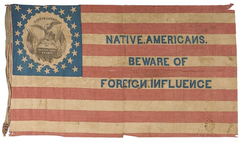 NATIVE. AMERICANS.
BEWARE OF
FOREIGN. INFLUENCE